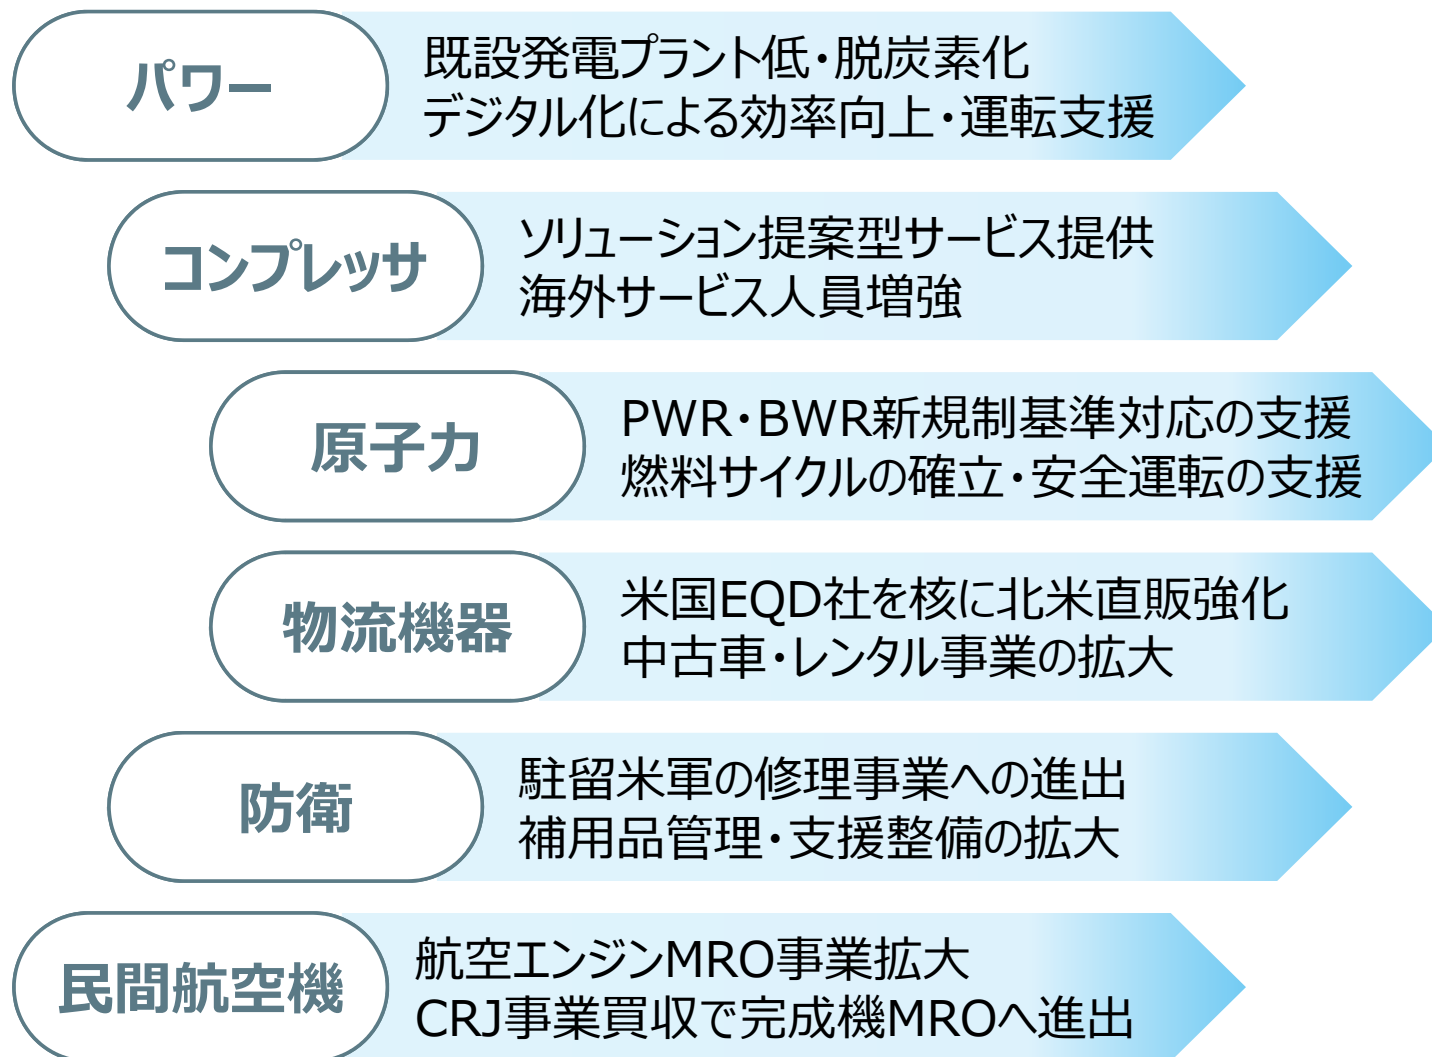 パワー
既設発電プラント低・脱炭素化
デジタル化による効率向上・運転支援
コンプレッサ
ソリューション提案型サービス提供
海外サービス人員増強
原子力
PWR・BWR新規制基準対応の支援
燃料サイクルの確立・安全運転の支援
物流機器
米国EQD社を核に北米直販強化
中古車・レンタル事業の拡大
防衛
駐留米軍の修理事業への進出
補用品管理・支援整備の拡大
民間航空機
航空エンジンMRO事業拡大
CRJ事業買収で完成機MROへ進出